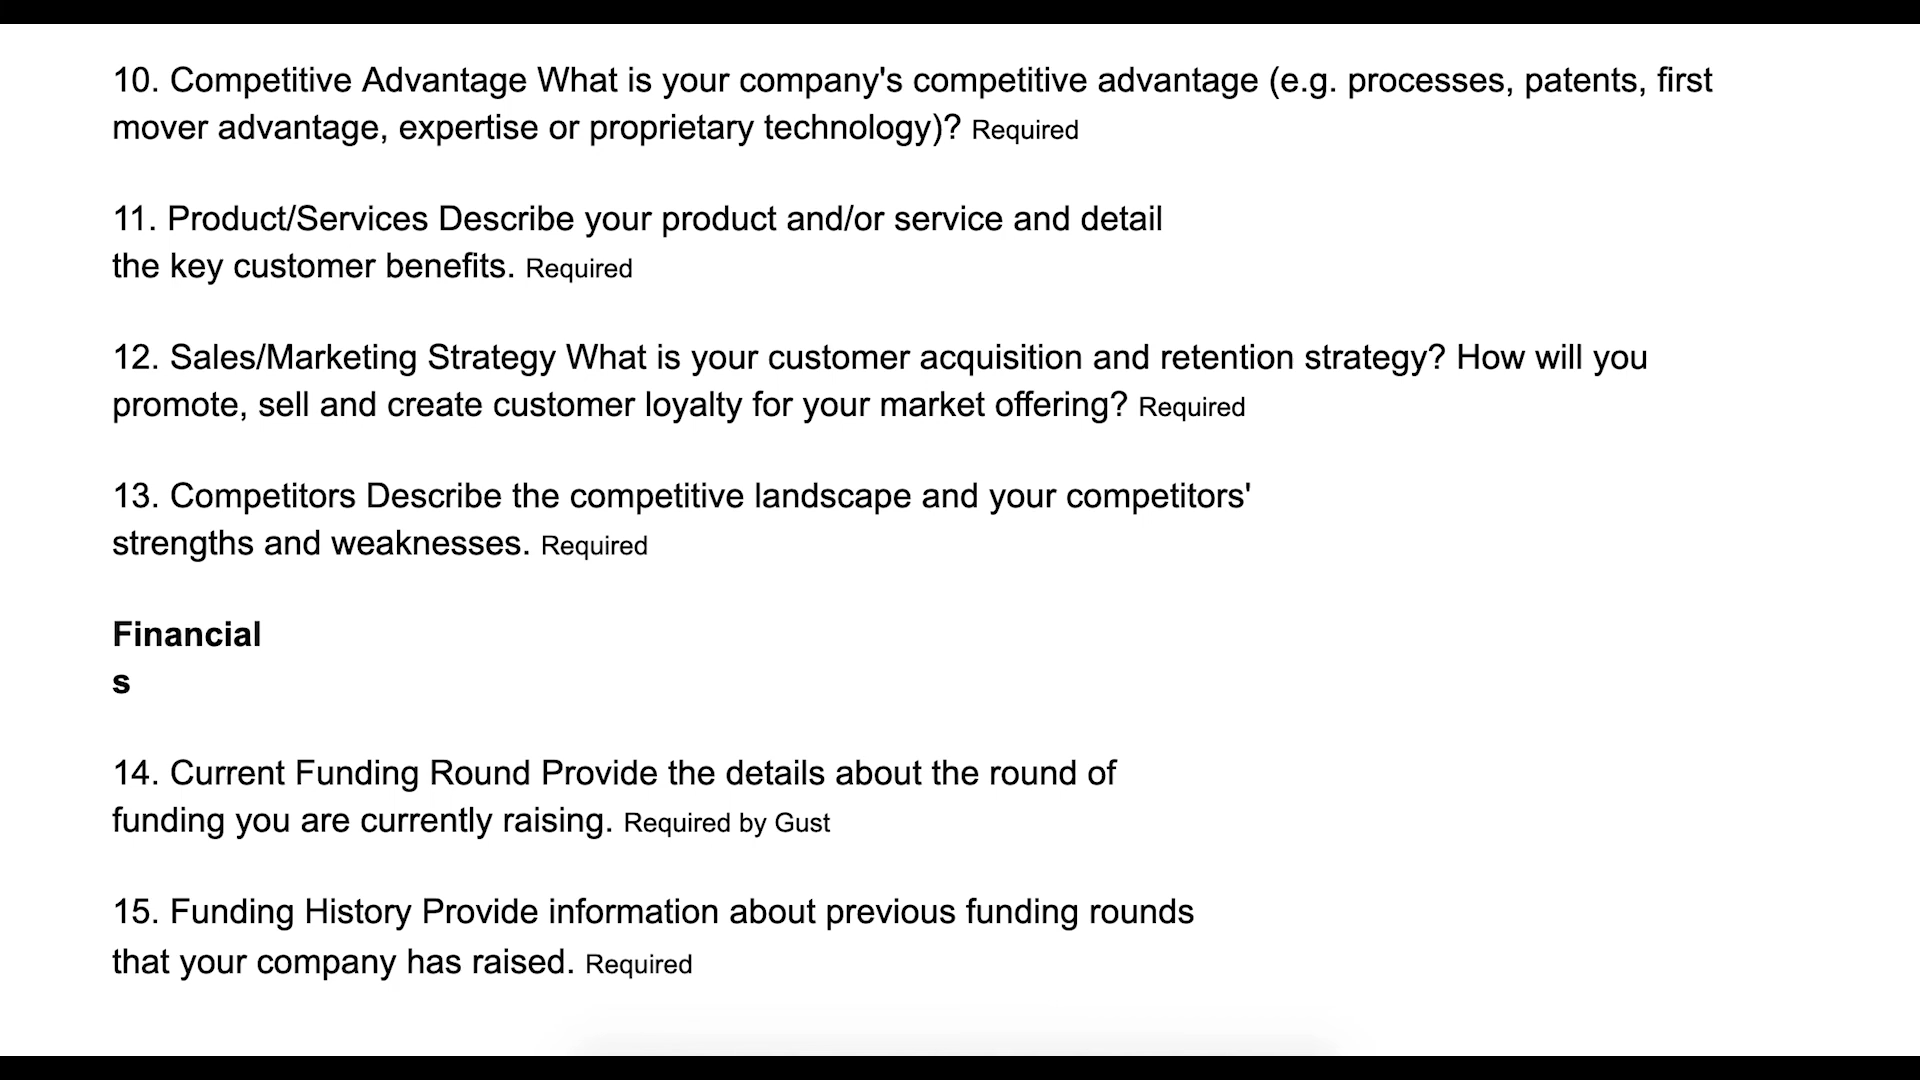 10. Competitive Advantage What is your company's competitive advantage (e.g. processes, patents, first
mover advantage, expertise or proprietary technology)? Required
11. Product/Services Describe your product and/or service and detail
the key customer benefits. Required
12. Sales/Marketing Strategy What is your customer acquisition and retention strategy? How will you
promote, sell and create customer loyalty for your market offering? Required
13. Competitors Describe the competitive landscape and your competitors'
strengths and weaknesses. Required
Financial
s
14. Current Funding Round Provide the details about the round of
funding you are currently raising. Required by Gust
15. Funding History Provide information about previous funding rounds
that your company has raised. Required